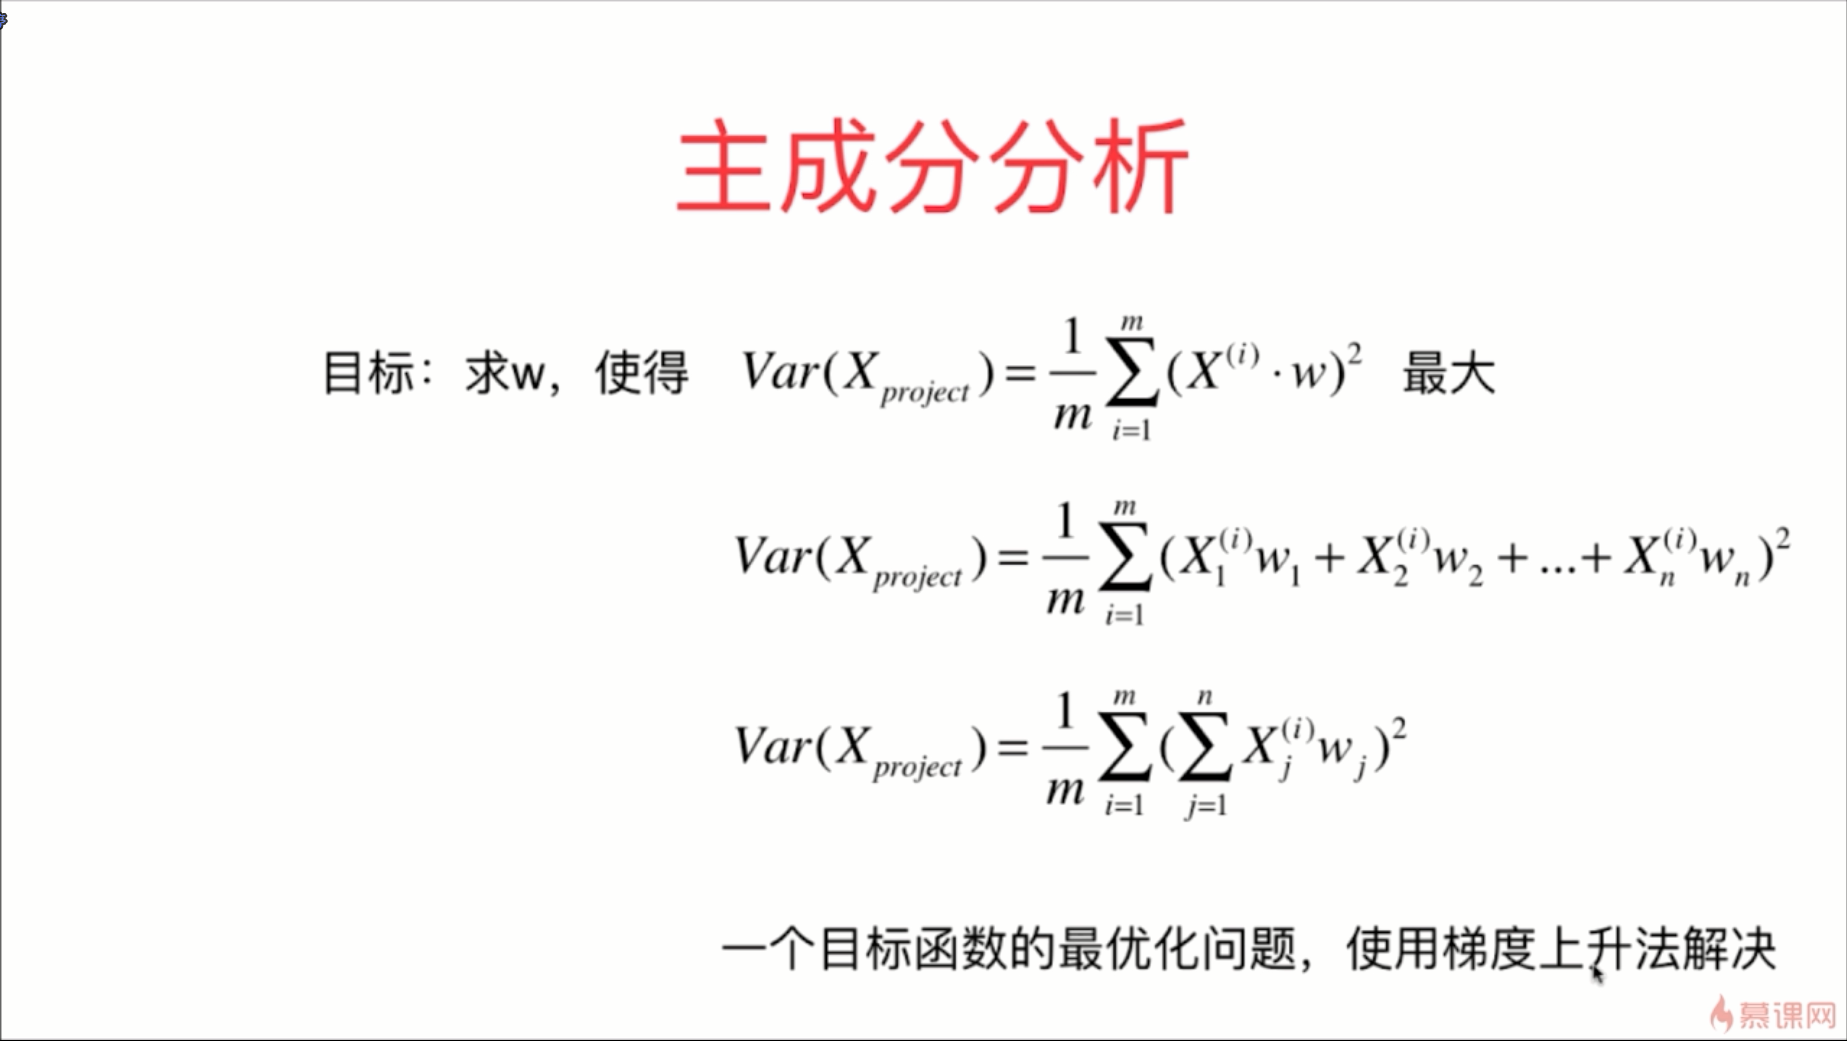 主成分分析
目标：求w，使得 Var(X_{project}) = \frac{1}{m}\sum_{i=1}^{m}(X^{(i)} \cdot w)^2 最大
Var(X_{project}) = \frac{1}{m}\sum_{i=1}^{m}(X_1^{(i)}w_1 + X_2^{(i)}w_2 + ... + X_n^{(i)}w_n)^2
Var(X_{project}) = \frac{1}{m}\sum_{i=1}^{m}(\sum_{j=1}^{n}X_j^{(i)}w_j)^2
一个目标函数的最优化问题，使用梯度上升法解决
慕课网